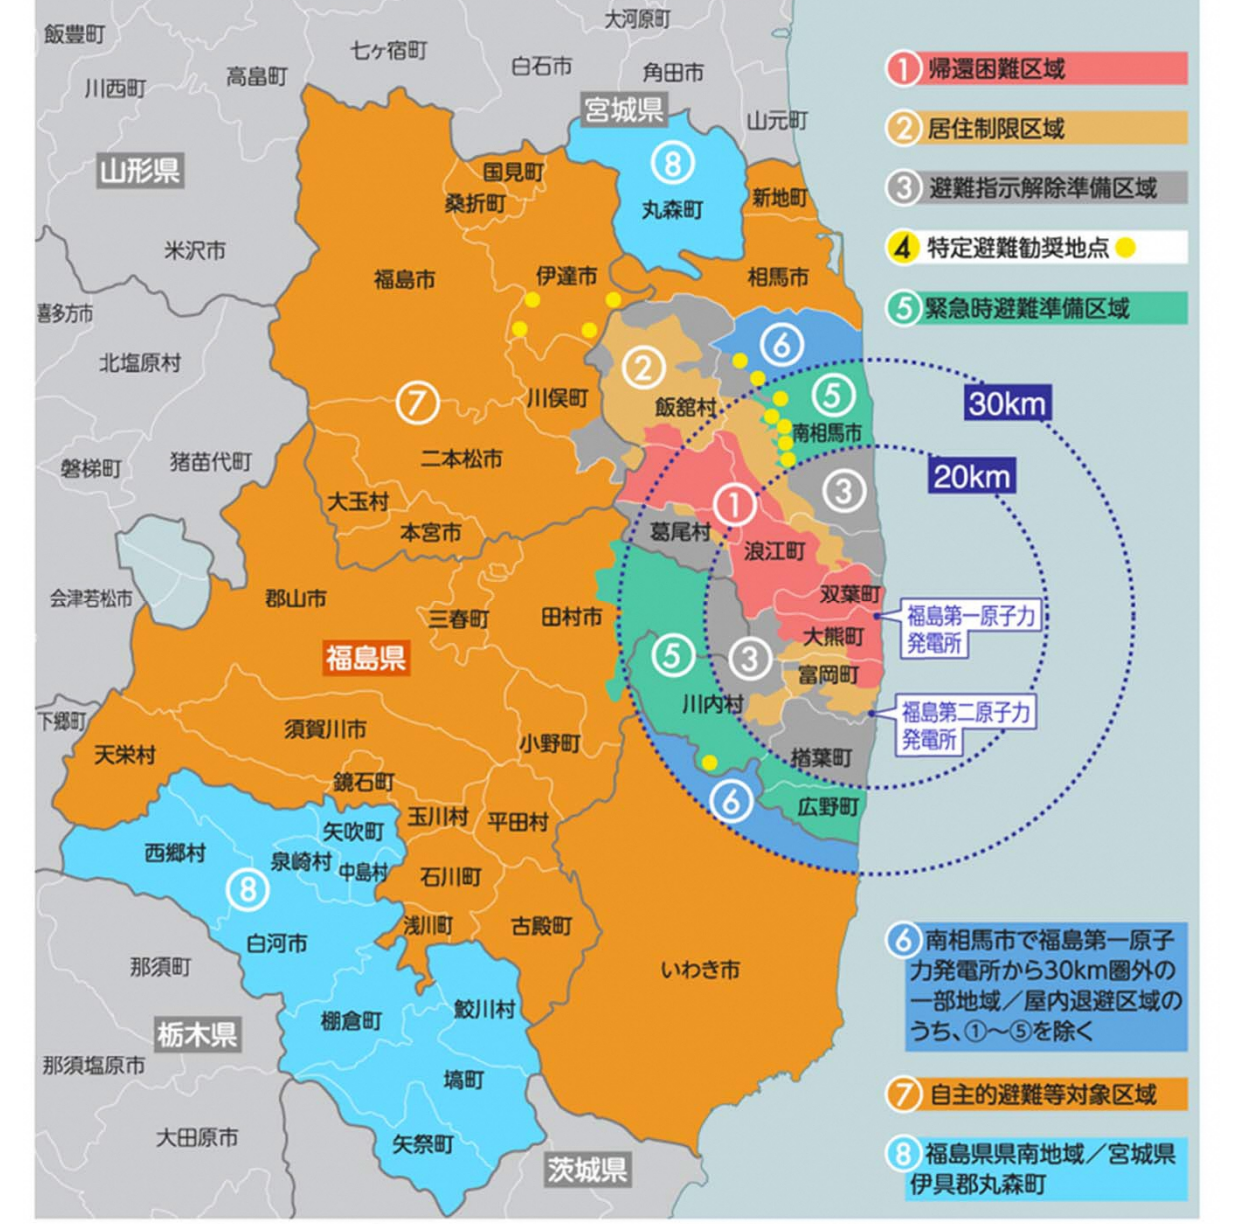 大河原町
飯豊町
七ヶ宿町
白石市
角田市
高畠町
川西町
宮城県
山元町
山形県
国見町
桑折町
⑧
丸森町
新地町
米沢市
福島市
伊達市
相馬市
喜多方市
北塩原村
②
⑥
⑦
川俣町
飯舘村
⑤
南相馬市
30km
20km
磐梯町
猪苗代町
二本松市
大玉村
本宮市
①
③
葛尾村
浪江町
会津若松市
郡山市
三春町
田村市
双葉町
大熊町
福島第一原子力
発電所
福島県
⑤
③
富岡町
川内村
福島第二原子力
発電所
下郷町
天栄村
須賀川市
小野町
楢葉町
鏡石町
⑥
広野町
玉川村
平田村
矢吹町
西郷村
泉崎村
中島村
⑧
石川町
浅川町
古殿町
白河市
那須町
いわき市
棚倉町
鮫川村
栃木県
那須塩原市
塙町
大田原市
矢祭町
茨城県
①帰還困難区域
②居住制限区域
③避難指示解除準備区域
4 特定避難勧奨地点
⑤緊急時避難準備区域
⑥南相馬市で福島第一原子
力発電所から30km圏外の
一部地域／屋内退避区域の
うち、①〜⑤を除く
⑦自主的避難等対象区域
⑧福島県県南地域／宮城県
伊具郡丸森町